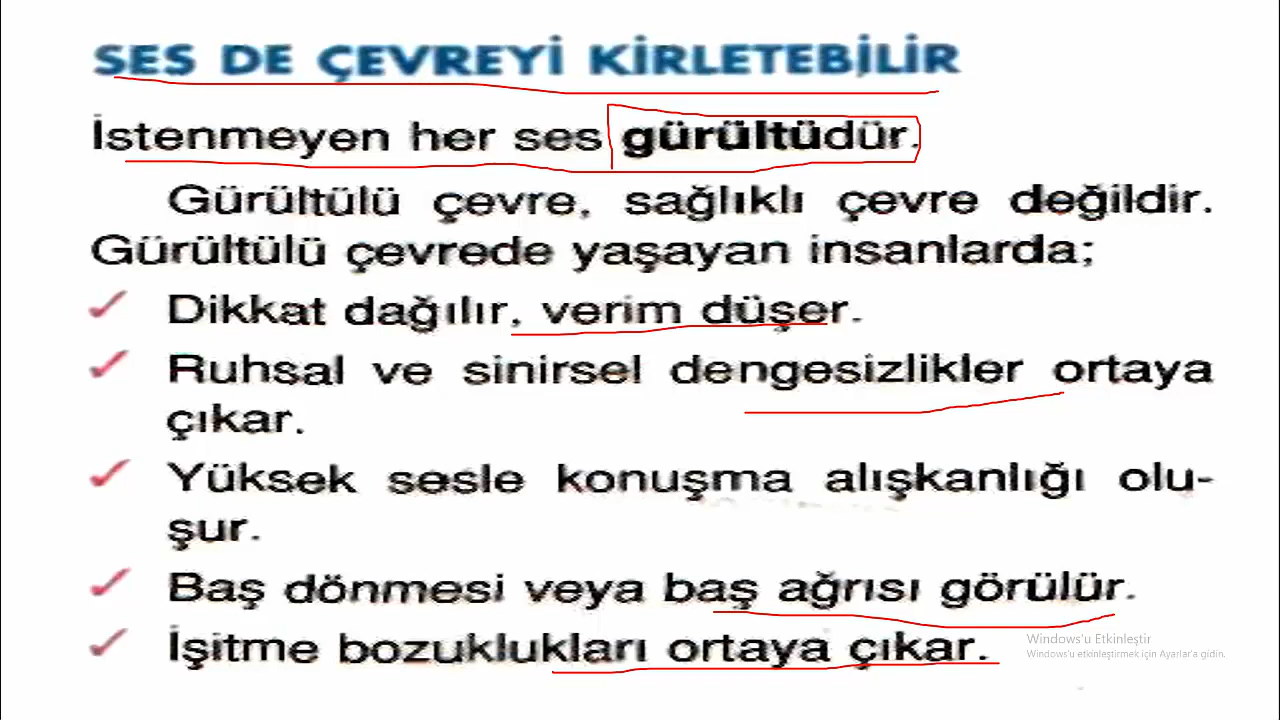 SES DE ÇEVREYİ KİRLETEBİLİR
İstenmeyen her ses gürültüdür.
Gürültülü çevre, sağlıklı çevre değildir.
Gürültülü çevrede yaşayan insanlarda;
✓ Dikkat dağılır, verim düşer.
✓ Ruhsal ve sinirsel dengesizlikler ortaya
çıkar.
✓ Yüksek sesle konuşma alışkanlığı olu-
şur.
✓ Baş dönmesi veya baş ağrısı görülür.
✓ İşitme bozuklukları ortaya çıkar.
Windows'u Etkinleştir
Windows'u etkinleştirmek için Ayarlar'a gidin.